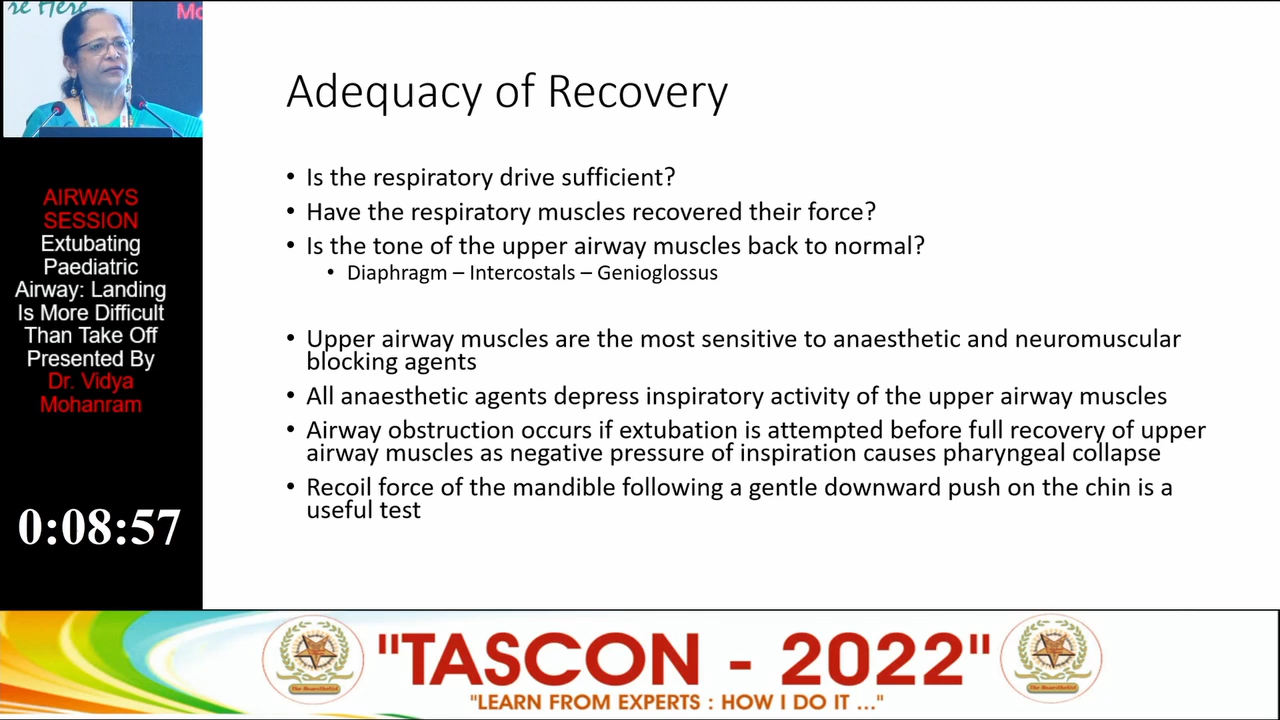 re Here
Mo
AIRWAYS
SESSION
Extubating
Paediatric
Airway: Landing
Is More Difficult
Than Take Off
Presented By
Dr. Vidya
Mohanram
0:08:57
Adequacy of Recovery
• Is the respiratory drive sufficient?
• Have the respiratory muscles recovered their force?
• Is the tone of the upper airway muscles back to normal?
• Diaphragm – Intercostals – Genioglossus
• Upper airway muscles are the most sensitive to anaesthetic and neuromuscular
blocking agents
• All anaesthetic agents depress inspiratory activity of the upper airway muscles
• Airway obstruction occurs if extubation is attempted before full recovery of upper
airway muscles as negative pressure of inspiration causes pharyngeal collapse
• Recoil force of the mandible following a gentle downward push on the chin is a
useful test
"TASCON - 2022"
"LEARN FROM EXPERTS : HOW I DO IT ..."